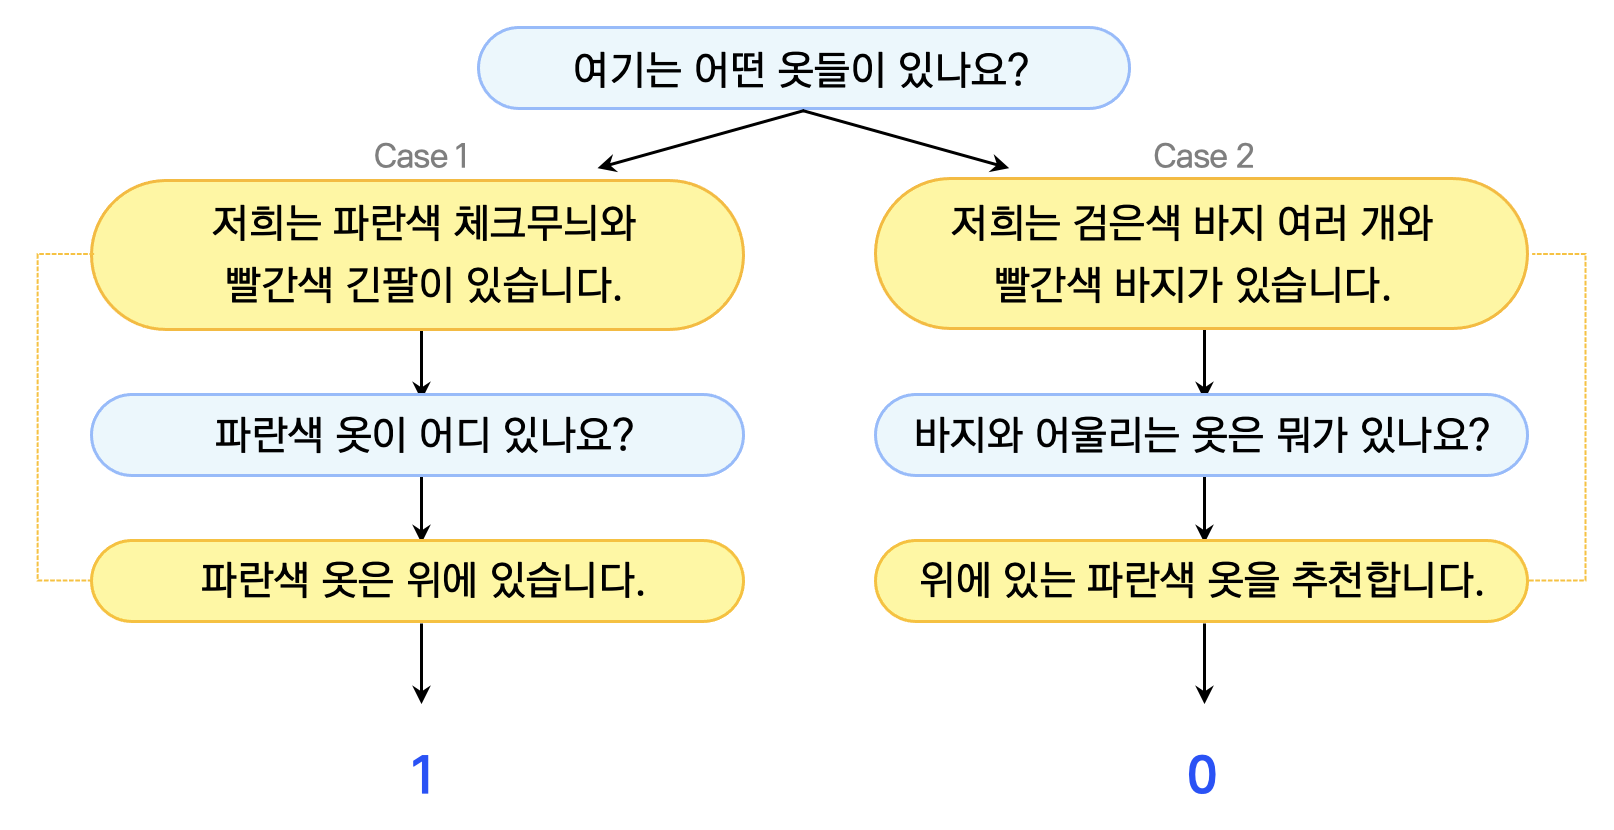 여기는 어떤 옷들이 있나요?
Case 1
저희는 파란색 체크무늬와
빨간색 긴팔이 있습니다.
파란색 옷이 어디 있나요?
파란색 옷은 위에 있습니다.
1
Case 2
저희는 검은색 바지 여러 개와
빨간색 바지가 있습니다.
바지와 어울리는 옷은 뭐가 있나요?
위에 있는 파란색 옷을 추천합니다.
0